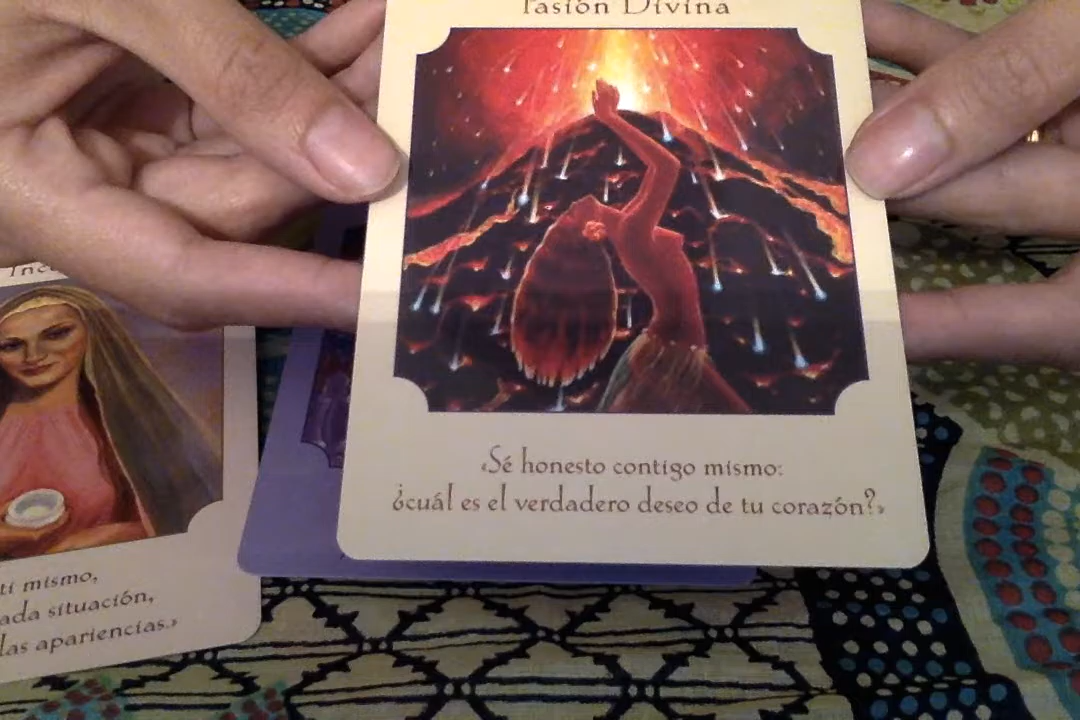 Pasión Divina
«Sé honesto contigo mismo:
¿cuál es el verdadero deseo de tu corazón?»
ti mismo,
ada situación,
las apariencias.»